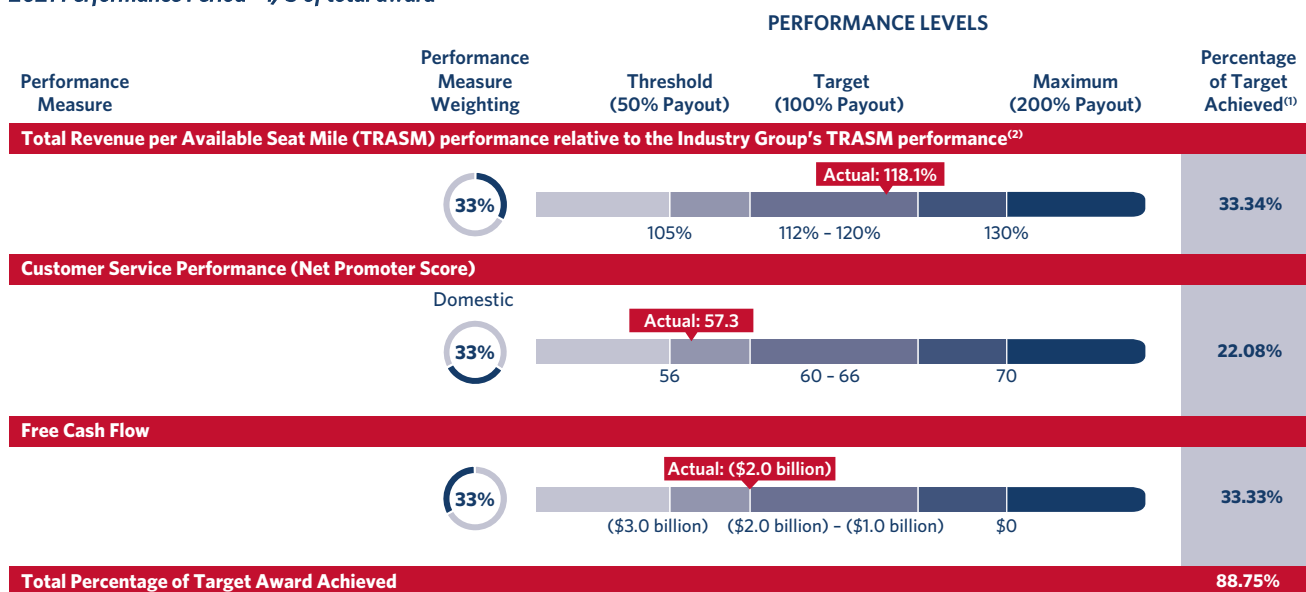 PERFORMANCE LEVELS
Performance Measure
Performance Measure Weighting
Threshold (50% Payout)
Target (100% Payout)
Maximum (200% Payout)
Percentage of Target Achieved(1)
Total Revenue per Available Seat Mile (TRASM) performance relative to the Industry Group's TRASM performance(2)
Actual: 118.1%
33%
33.34%
105%
112% – 120%
130%
Customer Service Performance (Net Promoter Score)
Domestic
Actual: 57.3
33%
22.08%
56
60 – 66
70
Free Cash Flow
Actual: ($2.0 billion)
33%
33.33%
($3.0 billion)
($2.0 billion) – ($1.0 billion)
$0
Total Percentage of Target Award Achieved
88.75%